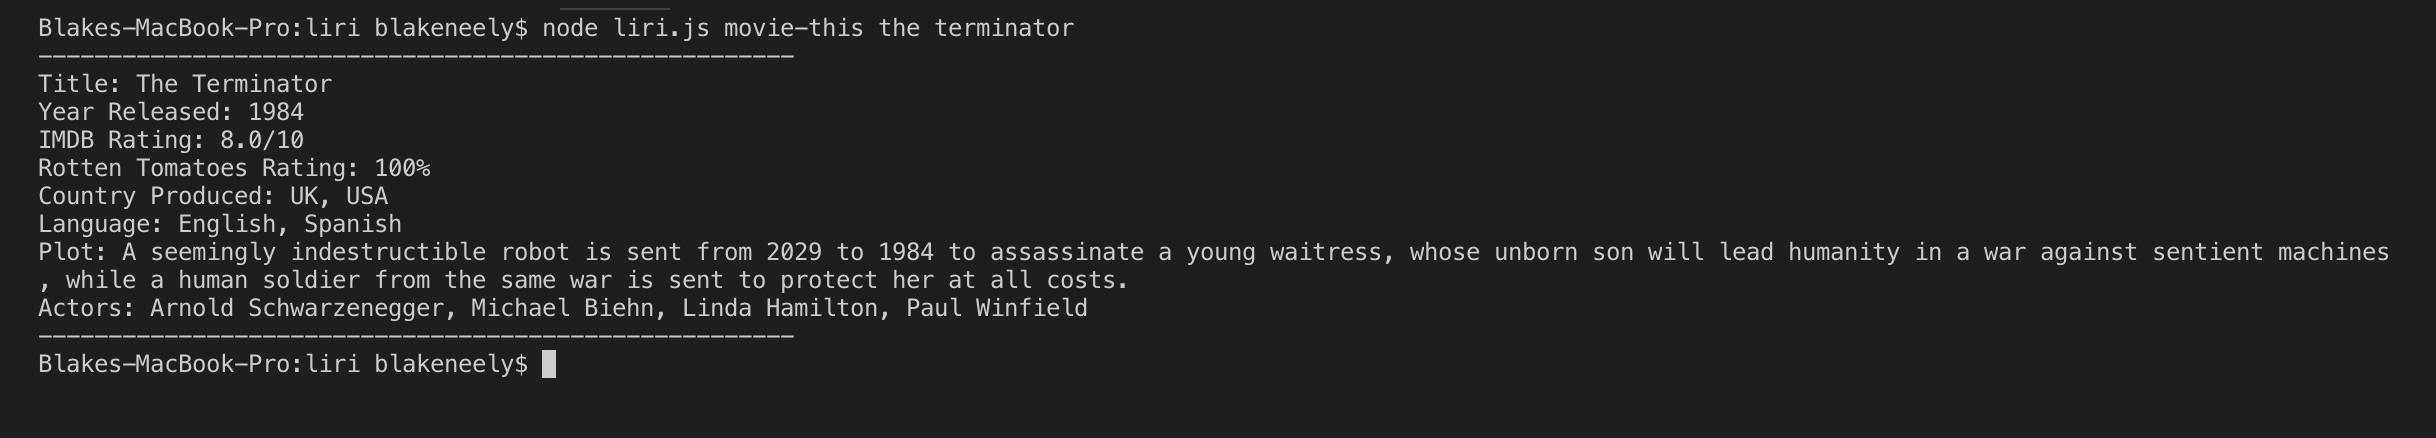 Blakes-MacBook-Pro:liri blakeneely$ node liri.js movie-this the terminator
------------------------------------------------------
Title: The Terminator
Year Released: 1984
IMDB Rating: 8.0/10
Rotten Tomatoes Rating: 100%
Country Produced: UK, USA
Language: English, Spanish
Plot: A seemingly indestructible robot is sent from 2029 to 1984 to assassinate a young waitress, whose unborn son will lead humanity in a war against sentient machines
, while a human soldier from the same war is sent to protect her at all costs.
Actors: Arnold Schwarzenegger, Michael Biehn, Linda Hamilton, Paul Winfield
------------------------------------------------------
Blakes-MacBook-Pro:liri blakeneely$